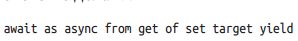 await as async from get of set target yield